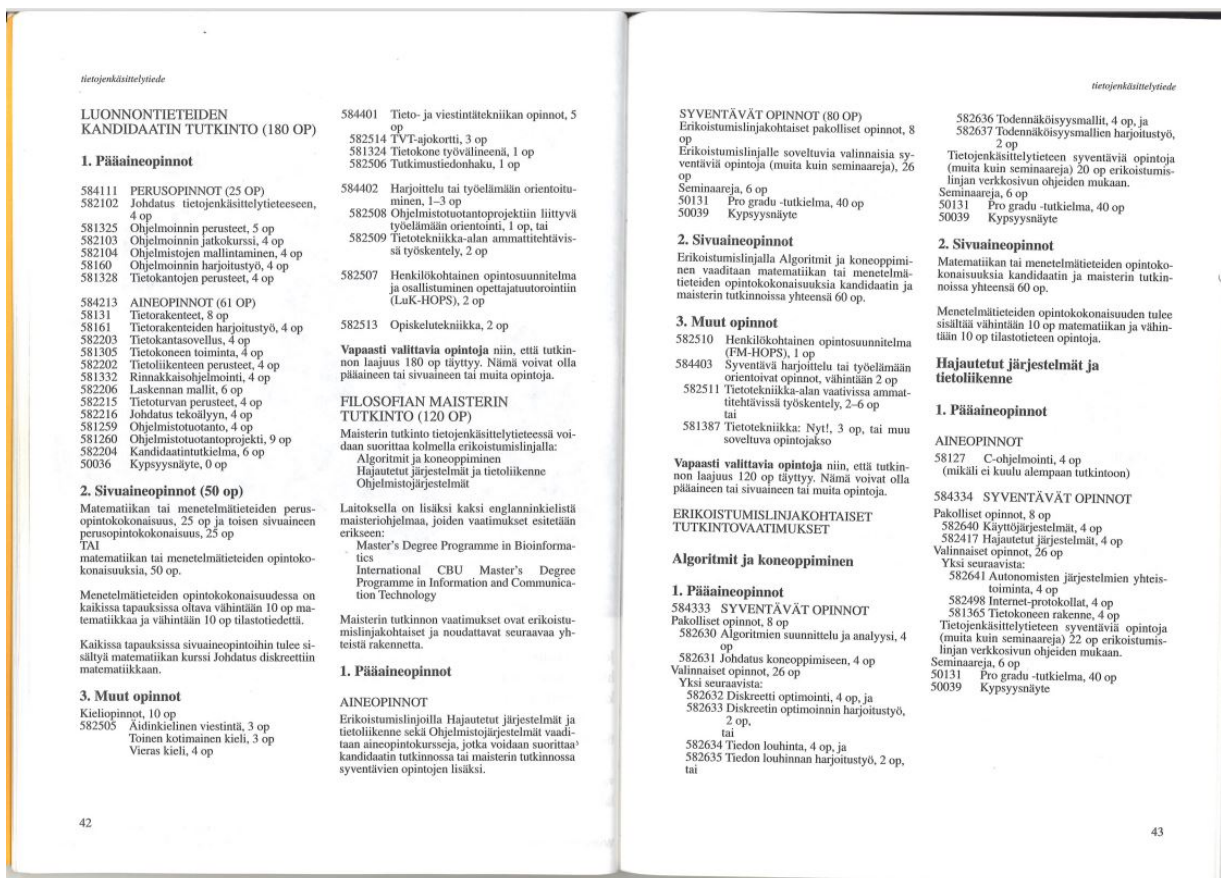 tietojenkäsittelytiede
LUONNONTIETEIDEN
KANDIDAATIN TUTKINTO (180 OP)
1. Pääaineopinnot
584111 PERUSOPINNOT (25 OP)
582102 Johdatus tietojenkäsittelytieteeseen,
4 op
581325 Ohjelmoinnin perusteet, 5 op
582103 Ohjelmoinnin jatkokurssi, 4 op
582104 Ohjelmistojen mallintaminen, 4 op
58160 Ohjelmoinnin harjoitustyö, 4 op
581328 Tietokantojen perusteet, 4 op
584213 AINEOPINNOT (61 OP)
58131 Tietorakenteet, 8 op
58161 Tietorakenteiden harjoitustyö, 4 op
582203 Tietokantasovellus, 4 op
581305 Tietokoneen toiminta, 4 op
582202 Tietoliikenteen perusteet, 4 op
581332 Rinnakkaisohjelmointi, 4 op
582206 Laskennan mallit, 6 op
582215 Tietoturvan perusteet, 4 op
582216 Johdatus tekoälyyn, 4 op
581259 Ohjelmistotuotanto, 4 op
581260 Ohjelmistotuotantoprojekti, 9 op
582204 Kandidaatintutkielma, 6 op
50036 Kypsyysnäyte, 0 op
2. Sivuaineopinnot (50 op)
Matematiikan tai menetelmätieteiden perus-
opintokokonaisuus, 25 op ja toisen sivuaineen
perusopintokokonaisuus, 25 op
TAI
matematiikan tai menetelmätieteiden opintoko-
konaisuuksia, 50 op.
Menetelmätieteiden opintokokonaisuudessa on
kaikissa tapauksissa oltava vähintään 10 op ma-
tematiikkaa ja vähintään 10 op tilastotiedettä.
Kaikissa tapauksissa sivuaineopintoihin tulee si-
sältyä matematiikan kurssi Johdatus diskreettiin
matematiikkaan.
3. Muut opinnot
Kieliopinnot, 10 op
582505 Äidinkielinen viestintä, 3 op
Toinen kotimainen kieli, 3 op
Vieras kieli, 4 op
584401 Tieto- ja viestintätekniikan opinnot, 5
op
582514 TVT-ajokortti, 3 op
581324 Tietokone työvälineenä, 1 op
582506 Tutkimustiedonhaku, 1 op
584402 Harjoittelu tai työelämään orientoitu-
minen, 1–3 op
582508 Ohjelmistotuotantoprojektiin liittyvä
työelämään orientointi, 1 op, tai
582509 Tietotekniikka-alan ammattitehtävis-
sä työskentely, 2 op
582507 Henkilökohtainen opintosuunnitelma
ja osallistuminen opettajatuutorointiin
(LuK-HOPS), 2 op
582513 Opiskelutekniikka, 2 op
Vapaasti valittavia opintoja niin, että tutkin-
non laajuus 180 op täyttyy. Nämä voivat olla
pääaineen tai sivuaineen tai muita opintoja.
FILOSOFIAN MAISTERIN
TUTKINTO (120 OP)
Maisterin tutkinto tietojenkäsittelytieteessä voi-
daan suorittaa kolmella erikoistumislinjalla:
Algoritmit ja koneoppiminen
Hajautetut järjestelmät ja tietoliikenne
Ohjelmistojärjestelmät
Laitoksella on lisäksi kaksi englanninkielistä
maisteriohjelmaa, joiden vaatimukset esitetään
erikseen:
Master's Degree Programme in Bioinforma-
tics
International CBU Master's Degree
Programme in Information and Communica-
tion Technology
Maisterin tutkinnon vaatimukset ovat erikoistu-
mislinjakohtaiset ja noudattavat seuraavaa yh-
teistä rakennetta.
1. Pääaineopinnot
AINEOPINNOT
Erikoistumislinjoilla Hajautetut järjestelmät ja
tietoliikenne sekä Ohjelmistojärjestelmät vaadi-
taan aineopintokursseja, jotka voidaan suorittaa
kandidaatin tutkinnossa tai maisterin tutkinnossa
syventävien opintojen lisäksi.
42
tietojenkäsittelytiede
SYVENTÄVÄT OPINNOT (80 OP)
Erikoistumislinjakohtaiset pakolliset opinnot, 8
op
Erikoistumislinjalle soveltuvia valinnaisia sy-
ventäviä opintoja (muita kuin seminaareja), 26
op
Seminaareja, 6 op
50131 Pro gradu -tutkielma, 40 op
50039 Kypsyysnäyte
2. Sivuaineopinnot
Erikoistumislinjalla Algoritmit ja koneoppimi-
nen vaaditaan matematiikan tai menetelmä-
tieteiden opintokokonaisuuksia kandidaatin ja
maisterin tutkinnoissa yhteensä 60 op.
3. Muut opinnot
582510 Henkilökohtainen opintosuunnitelma
(FM-HOPS), 1 op
584403 Syventävä harjoittelu tai työelämään
orientoivat opinnot, vähintään 2 op
582511 Tietotekniikka-alan vaativissa ammat-
titehtävissä työskentely, 2–6 op
tai
581387 Tietotekniikka: Nyt!, 3 op, tai muu
soveltuva opintojakso
Vapaasti valittavia opintoja niin, että tutkin-
non laajuus 120 op täyttyy. Nämä voivat olla
pääaineen tai sivuaineen tai muita opintoja.
ERIKOISTUMISLINJAKOHTAISET
TUTKINTOVAATIMUKSET
Algoritmit ja koneoppiminen
1. Pääaineopinnot
584333 SYVENTÄVÄT OPINNOT
Pakolliset opinnot, 8 op
582630 Algoritmien suunnittelu ja analyysi, 4
op
582631 Johdatus koneoppimiseen, 4 op
Valinnaiset opinnot, 26 op
Yksi seuraavista:
582632 Diskreetti optimointi, 4 op, ja
582633 Diskreetin optimoinnin harjoitustyö,
2 op,
tai
582634 Tiedon louhinta, 4 op, ja
582635 Tiedon louhinnan harjoitustyö, 2 op,
tai
582636 Todennäköisyysmallit, 4 op, ja
582637 Todennäköisyysmallien harjoitustyö,
2 op
Tietojenkäsittelytieteen syventäviä opintoja
(muita kuin seminaareja) 20 op erikoistumis-
linjan verkkosivun ohjeiden mukaan.
Seminaareja, 6 op
50131 Pro gradu -tutkielma, 40 op
50039 Kypsyysnäyte
2. Sivuaineopinnot
Matematiikan tai menetelmätieteiden opintoko-
konaisuuksia kandidaatin ja maisterin tutkin-
noissa yhteensä 60 op.
Menetelmätieteiden opintokokonaisuuden tulee
sisältää vähintään 10 op matematiikan ja vähin-
tään 10 op tilastotieteen opintoja.
Hajautetut järjestelmät ja
tietoliikenne
1. Pääaineopinnot
AINEOPINNOT
58127 C-ohjelmointi, 4 op
(mikäli ei kuulu alempaan tutkintoon)
584334 SYVENTÄVÄT OPINNOT
Pakolliset opinnot, 8 op
582640 Käyttöjärjestelmät, 4 op
582417 Hajautetut järjestelmät, 4 op
Valinnaiset opinnot, 26 op
Yksi seuraavista:
582641 Autonomisten järjestelmien yhteis-
toiminta, 4 op
582498 Internet-protokollat, 4 op
581365 Tietokoneen rakenne, 4 op
Tietojenkäsittelytieteen syventäviä opintoja
(muita kuin seminaareja) 22 op erikoistumis-
linjan verkkosivun ohjeiden mukaan.
Seminaareja, 6 op
50131 Pro gradu -tutkielma, 40 op
50039 Kypsyysnäyte
43